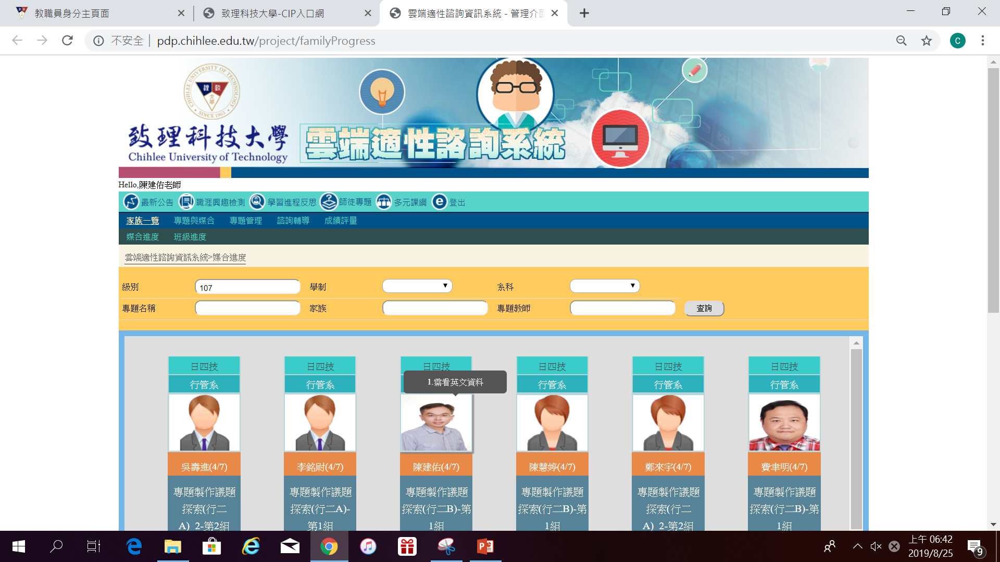 教職員身分主頁面
致理科技大學-CIP入口網
雲端適性諮詢資訊系統 - 管理介面
不安全
pdp.chihlee.edu.tw/project/familyProgress
C
CHIHLEE UNIVERSITY OF TECHNOLOGY
SINCE 1965
致理科技大學
Chihlee University of Technology
雲端適性諮詢系統
Hello,陳建佑老師
最新公告 職涯興趣檢測 學習進程反思 師徒專題 多元課綱 登出
家族一覽 專題與媒合 專題管理 諮詢輔導 成績評量
媒合進度 班級進度
雲端適性諮詢資訊系統>媒合進度
級別 107 學制 系科
專題名稱 家族 專題教師 查詢
日四技 日四技 日四技 日四技 日四技 日四技
1.需看英文資料
行管系 行管系 行管系 行管系 行管系
吳壽進(4/7) 李銘尉(4/7) 陳建佑(4/7) 陳慧婷(4/7) 鄭來宇(4/7) 費聿明(4/7)
專題製作議題 專題製作議題 專題製作議題 專題製作議題 專題製作議題 專題製作議題
探索(行二 探索(行二A)- 探索(行二B)-第 探索(行二B)-第 探索(行二 探索(行二B)-第
A)_2-第2組 第1組 1組 1組 A)_2-第2組 1組
上午 06:42
2019/8/25
9